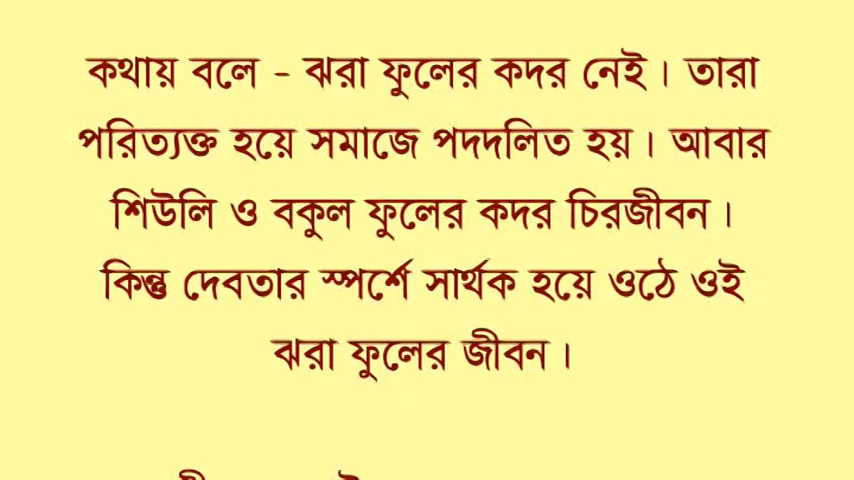 কথায় বলে - ঝরা ফুলের কদর নেই। তারা
পরিত্যক্ত হয়ে সমাজে পদদলিত হয়। আবার
শিউলি ও বকুল ফুলের কদর চিরজীবন।
কিন্তু দেবতার স্পর্শে সার্থক হয়ে ওঠে ওই
ঝরা ফুলের জীবন।